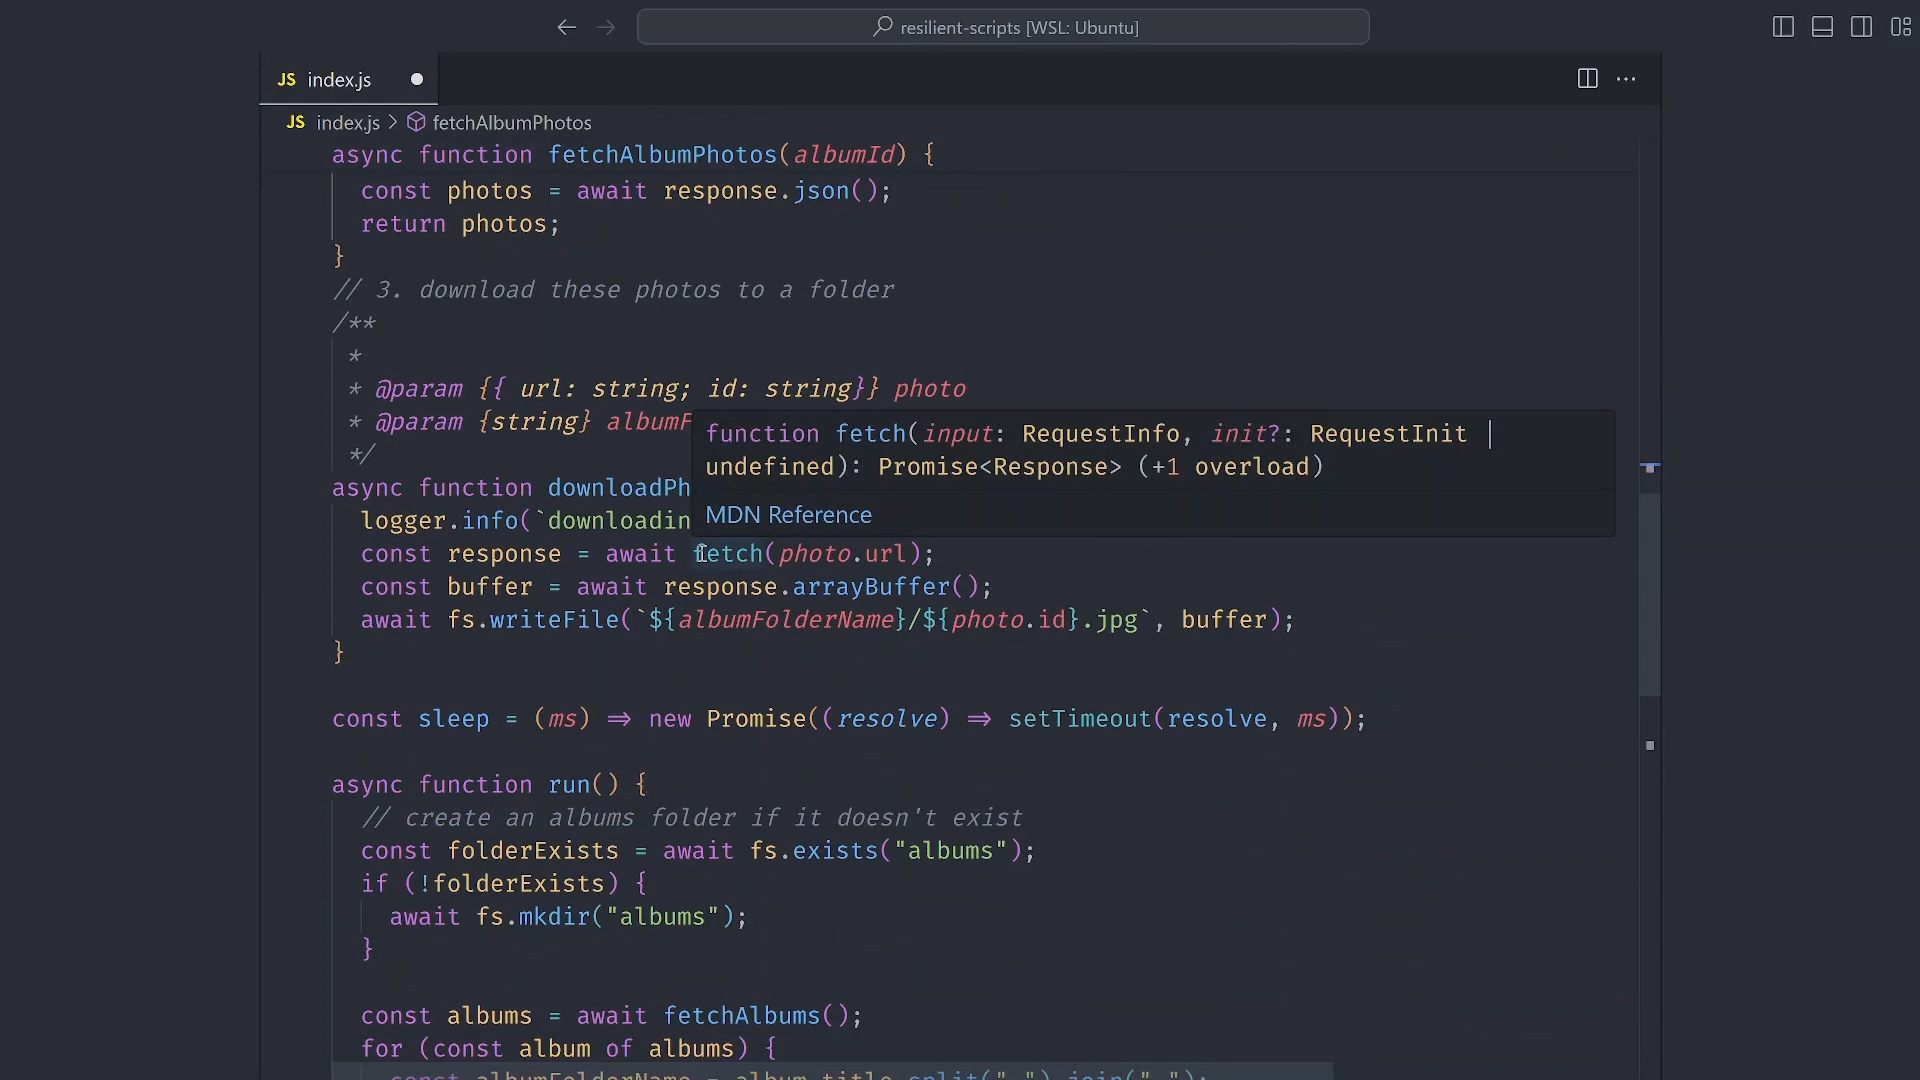 resilient-scripts [WSL: Ubuntu]
JS index.js
JS index.js > fetchAlbumPhotos
async function fetchAlbumPhotos(albumId) {
const photos = await response.json();
return photos;
}
// 3. download these photos to a folder
/**
*
* @param {{ url: string; id: string}} photo
* @param {string} albumF
function fetch(input: RequestInfo, init?: RequestInit |
undefined): Promise<Response> (+1 overload)
MDN Reference
*/
async function downloadPh
logger.info(`downloadin
const response = await fetch(photo.url);
const buffer = await response.arrayBuffer();
await fs.writeFile(`${albumFolderName}/${photo.id}.jpg`, buffer);
}
const sleep = (ms) => new Promise((resolve) => setTimeout(resolve, ms));
async function run() {
// create an albums folder if it doesn't exist
const folderExists = await fs.exists("albums");
if (!folderExists) {
await fs.mkdir("albums");
}
const albums = await fetchAlbums();
for (const album of albums) {
const albumFolderName = album.title.split(" ").join("